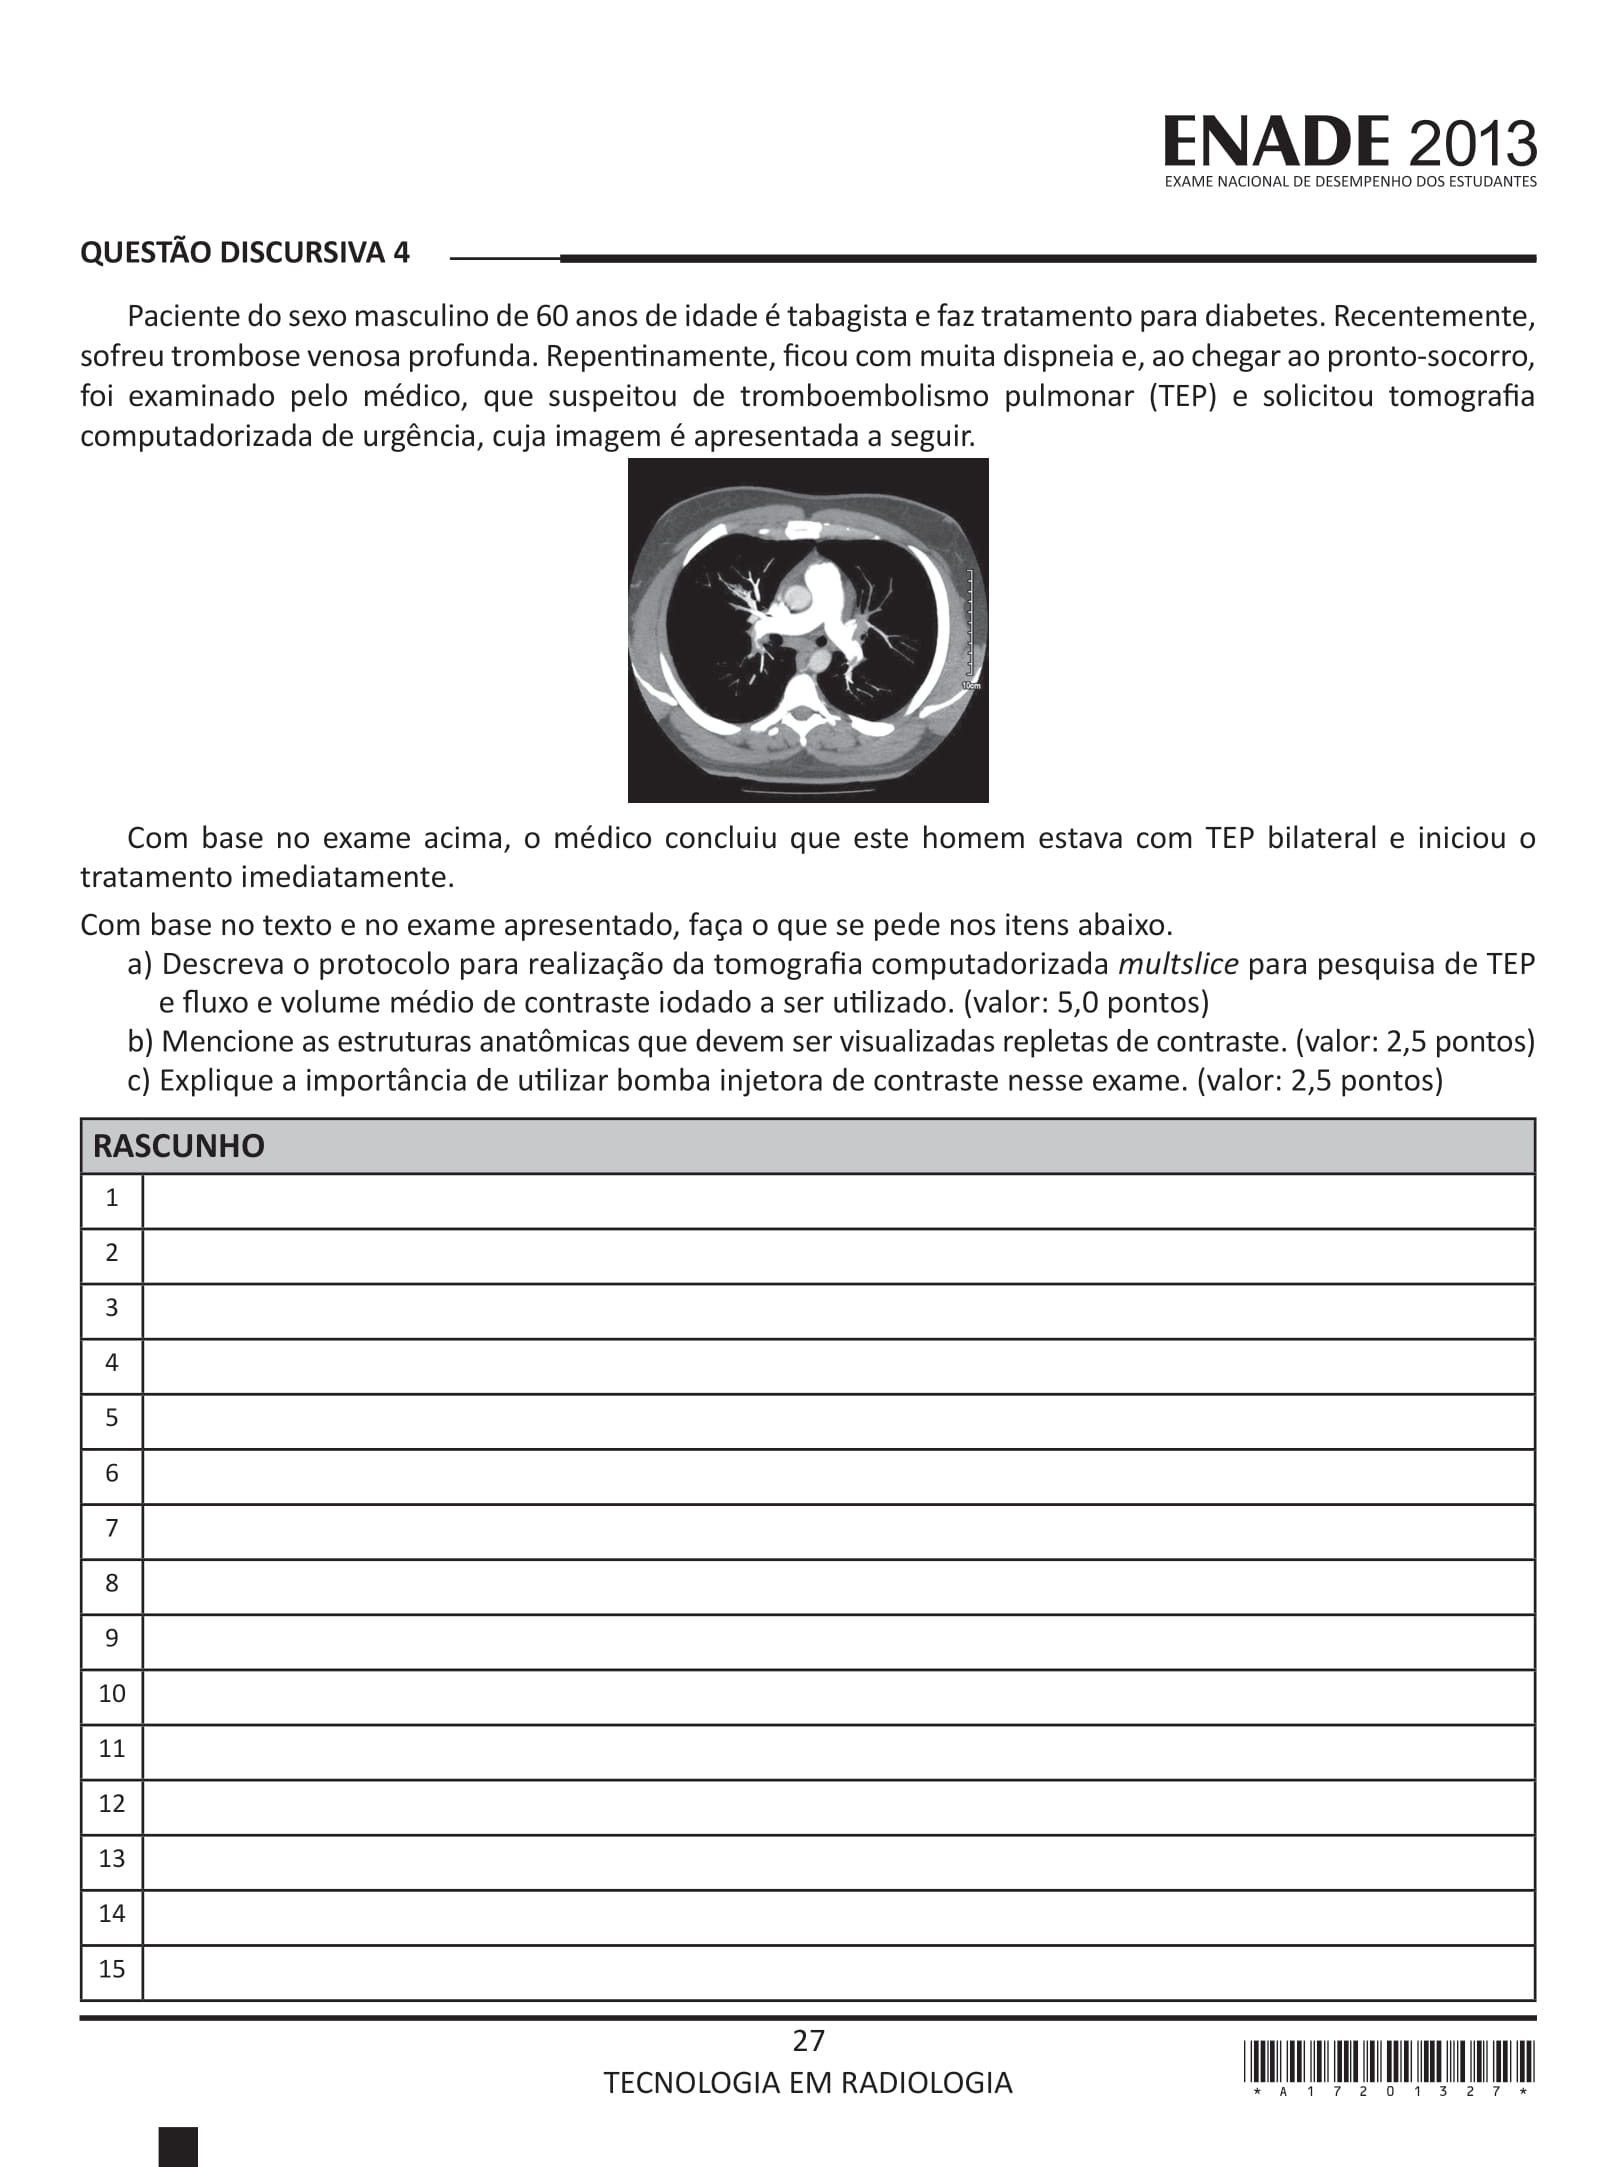 ENADE 2013
EXAME NACIONAL DE DESEMPENHO DOS ESTUDANTES
QUESTÃO DISCURSIVA 4
Paciente do sexo masculino de 60 anos de idade é tabagista e faz tratamento para diabetes. Recentemente,
sofreu trombose venosa profunda. Repentinamente, ficou com muita dispneia e, ao chegar ao pronto-socorro,
foi examinado pelo médico, que suspeitou de tromboembolismo pulmonar (TEP) e solicitou tomografia
computadorizada de urgência, cuja imagem é apresentada a seguir.
10cm
Com base no exame acima, o médico concluiu que este homem estava com TEP bilateral e iniciou o
tratamento imediatamente.
Com base no texto e no exame apresentado, faça o que se pede nos itens abaixo.
a) Descreva o protocolo para realização da tomografia computadorizada multslice para pesquisa de TEP
e fluxo e volume médio de contraste iodado a ser utilizado. (valor: 5,0 pontos)
b) Mencione as estruturas anatômicas que devem ser visualizadas repletas de contraste. (valor: 2,5 pontos)
c) Explique a importância de utilizar bomba injetora de contraste nesse exame. (valor: 2,5 pontos)
RASCUNHO
1
2
3
4
5
6
7
8
9
10
11
12
13
14
15
27
TECNOLOGIA EM RADIOLOGIA
* A 1 7 2 0 1 3 2 7 *